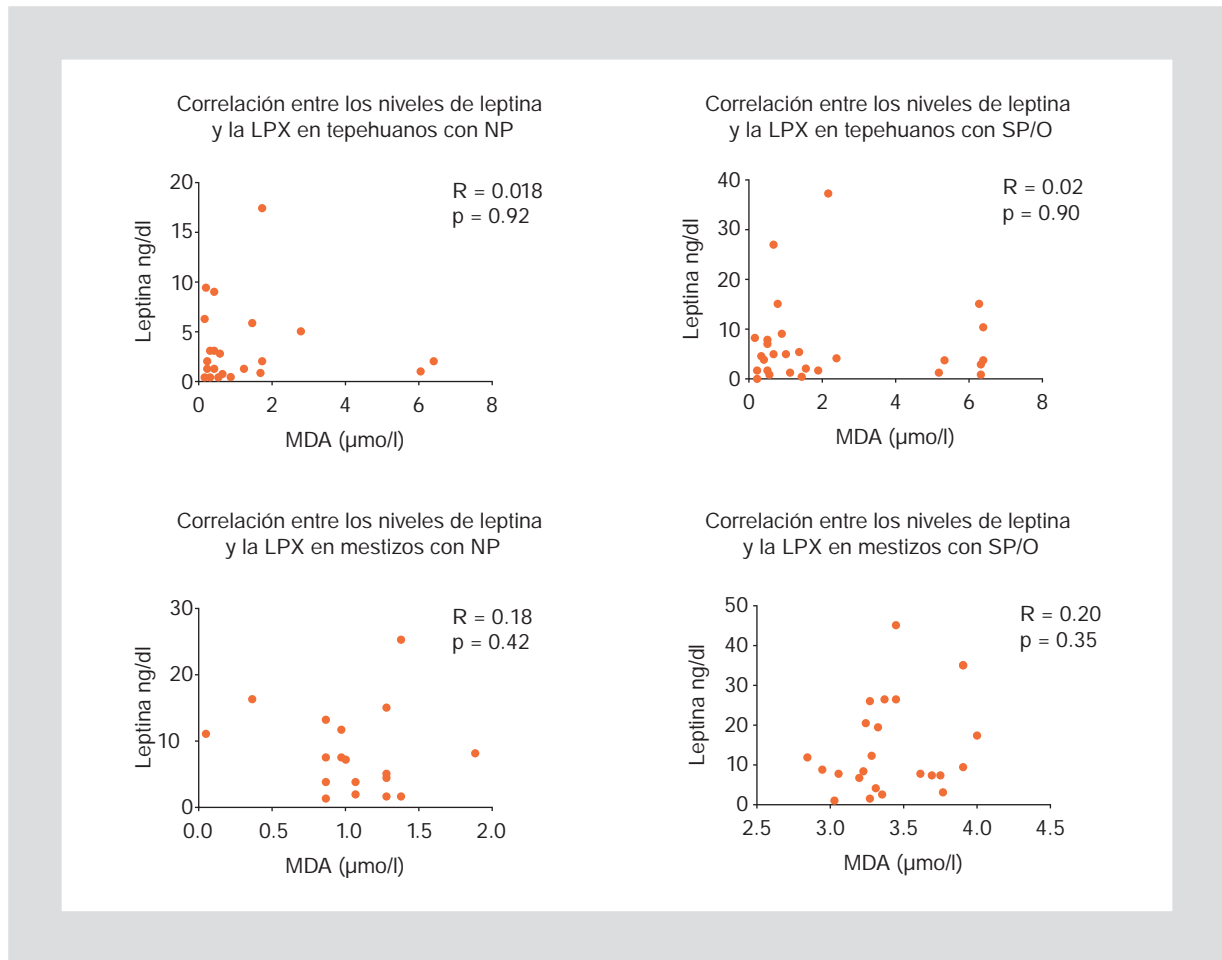 Correlación entre los niveles de leptina
y la LPX en tepehuanos con NP
R = 0.018
p = 0.92
Leptina ng/dl
20
15
10
5
0
0 2 4 6 8
MDA (µmo/l)
Correlación entre los niveles de leptina
y la LPX en tepehuanos con SP/O
R = 0.02
p = 0.90
Leptina ng/dl
40
30
20
10
0
0 2 4 6 8
MDA (µmo/l)
Correlación entre los niveles de leptina
y la LPX en mestizos con NP
R = 0.18
p = 0.42
Leptina ng/dl
30
20
10
0
0.0 0.5 1.0 1.5 2.0
MDA (µmo/l)
Correlación entre los niveles de leptina
y la LPX en mestizos con SP/O
R = 0.20
p = 0.35
Leptina ng/dl
50
40
30
20
10
0
2.5 3.0 3.5 4.0 4.5
MDA (µmo/l)